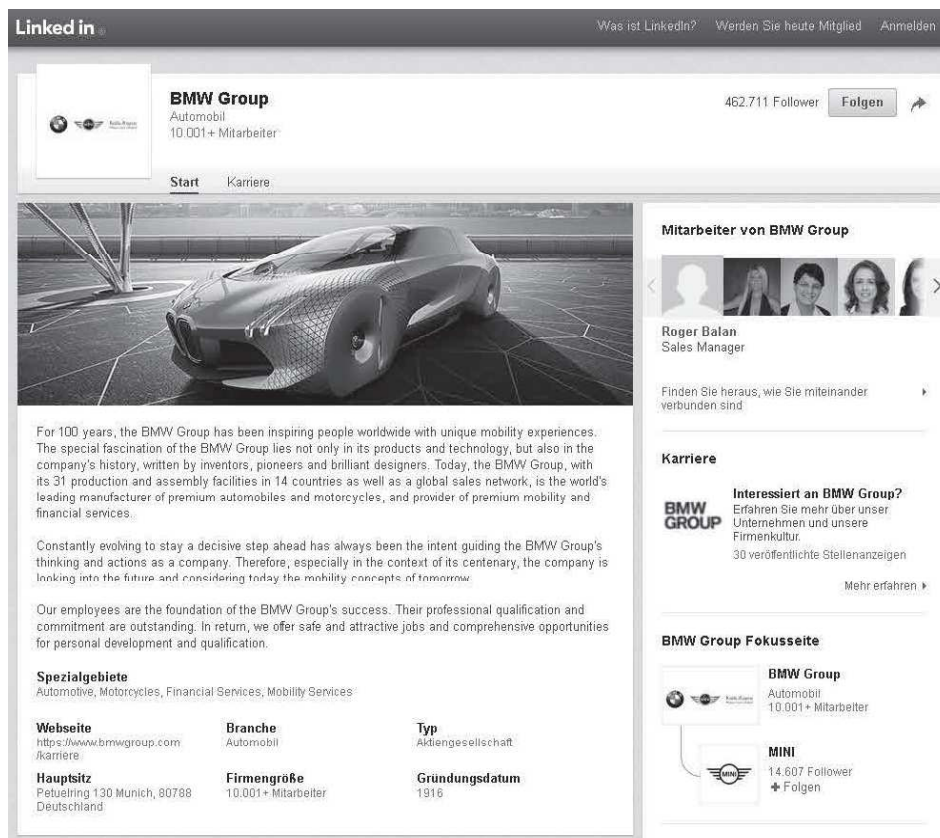 Linked in
Was ist LinkedIn? Werden Sie heute Mitglied Anmelden
BMW Group
Automobil
10.001+ Mitarbeiter
462.711 Follower Folgen
Start Karriere
For 100 years, the BMW Group has been inspiring people worldwide with unique mobility experiences.
The special fascination of the BMW Group lies not only in its products and technology, but also in the
company's history, written by inventors, pioneers and brilliant designers. Today, the BMW Group, with
its 31 production and assembly facilities in 14 countries as well as a global sales network, is the world's
leading manufacturer of premium automobiles and motorcycles, and provider of premium mobility and
financial services.
Constantly evolving to stay a decisive step ahead has always been the intent guiding the BMW Group's
thinking and actions as a company. Therefore, especially in the context of its centenary, the company is
looking into the future and considering today the mobility concepts of tomorrow
Our employees are the foundation of the BMW Group's success. Their professional qualification and
commitment are outstanding. In return, we offer safe and attractive jobs and comprehensive opportunities
for personal development and qualification.
Spezialgebiete
Automotive, Motorcycles, Financial Services, Mobility Services
Webseite
https://www.bmwgroup.com
/karriere
Branche
Automobil
Typ
Aktiengesellschaft
Hauptsitz
Petuelring 130 Munich, 80788
Deutschland
Firmengröße
10.001+ Mitarbeiter
Gründungsdatum
1916
Mitarbeiter von BMW Group
Roger Balan
Sales Manager
Finden Sie heraus, wie Sie miteinander
verbunden sind
Karriere
BMW
GROUP
Interessiert an BMW Group?
Erfahren Sie mehr über unser
Unternehmen und unsere
Firmenkultur.
30 veröffentlichte Stellenanzeigen
Mehr erfahren
BMW Group Fokusseite
BMW Group
Automobil
10.001+ Mitarbeiter
MINI
MINI
14.607 Follower
+ Folgen